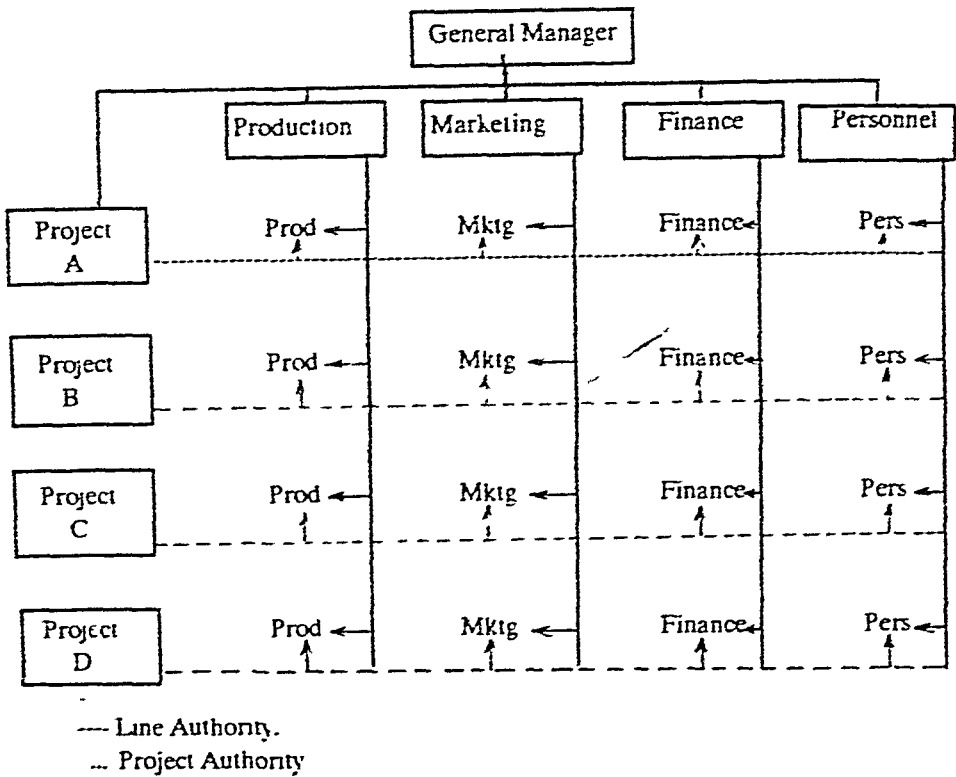 General Manager
Production Marketing Finance Personnel
Project
A
Prod Mktg Finance Pers
Project
B
Prod Mktg Finance Pers
Project
C
Prod Mktg Finance Pers
Project
D
Prod Mktg Finance Pers
---- Line Authority.
... Project Authority